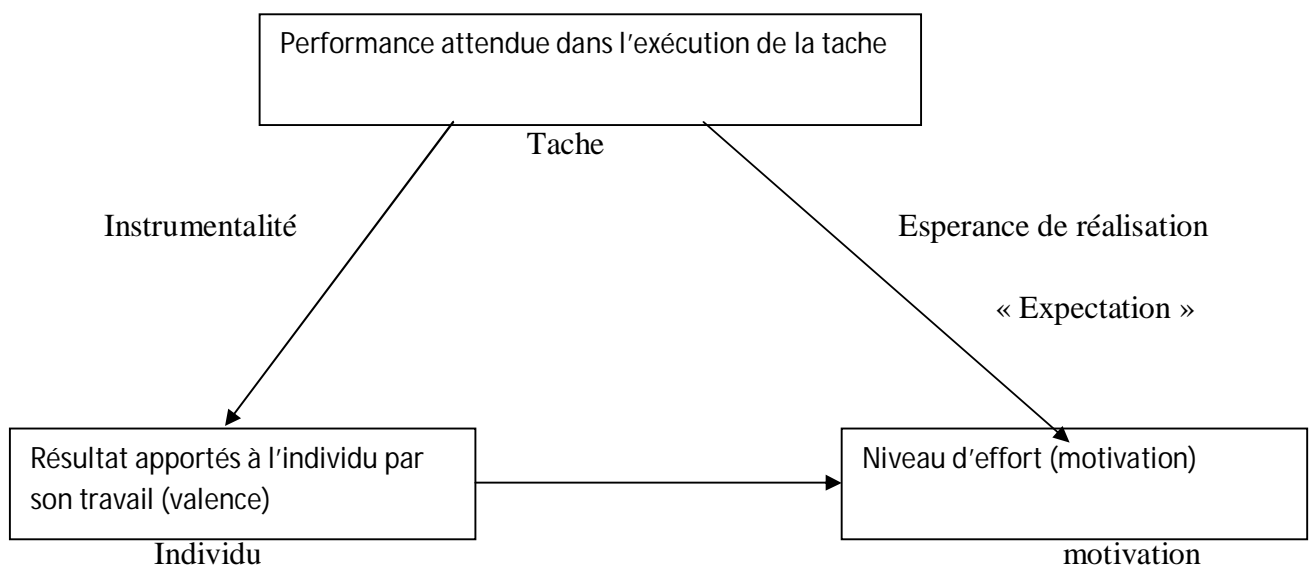 Performance attendue dans l'exécution de la tache
Tache
Instrumentalité
Esperance de réalisation
« Expectation »
Résultat apportés à l'individu par
son travail (valence)
Niveau d'effort (motivation)
Individu
motivation